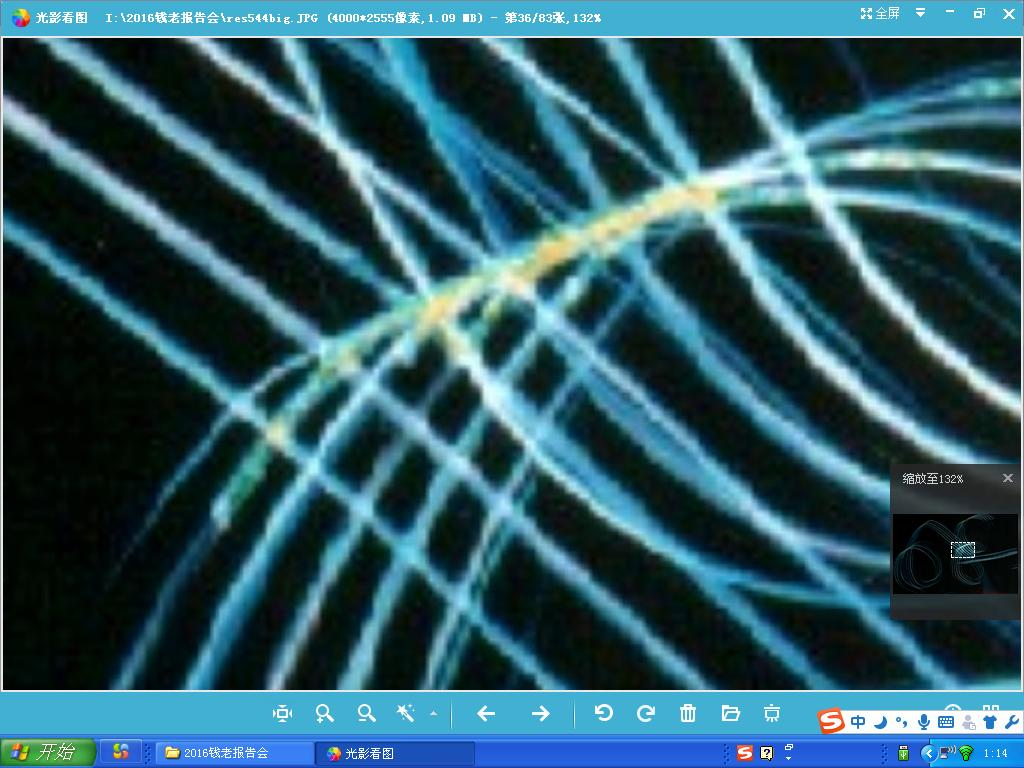 光影看图 I:\2016钱老报告会\res544big.JPG (4000*2555像素,1.09 MB) - 第36/83张,132% 全屏
缩放至132%
中
开始 2016钱老报告会 光影看图 1:14